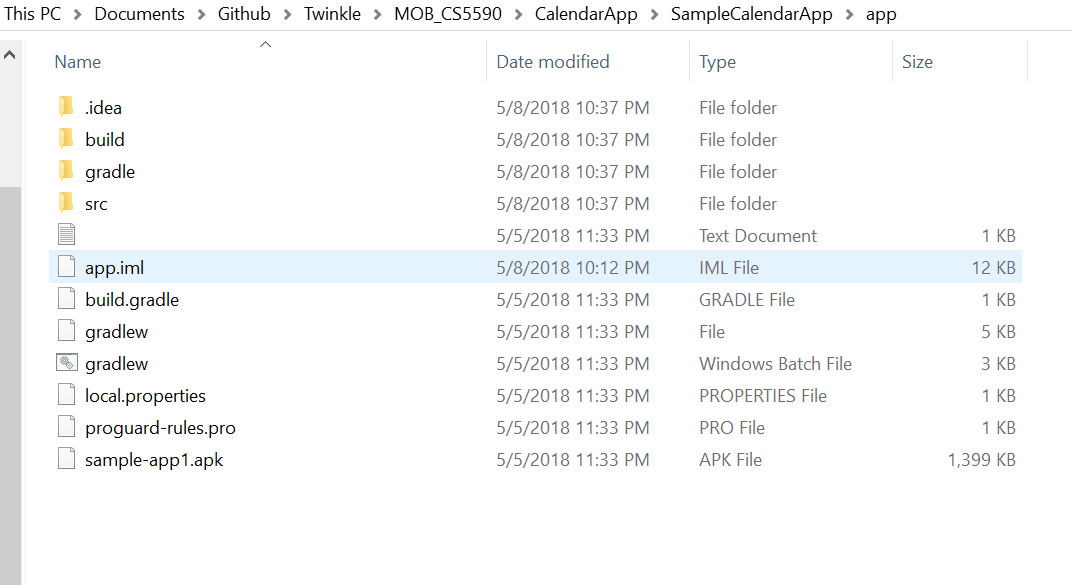 This PC > Documents > Github > Twinkle > MOB_CS5590 > CalendarApp > SampleCalendarApp > app
Name Date modified Type Size
.idea 5/8/2018 10:37 PM File folder
build 5/8/2018 10:37 PM File folder
gradle 5/8/2018 10:37 PM File folder
src 5/8/2018 10:37 PM File folder
5/5/2018 11:33 PM Text Document 1 KB
app.iml 5/8/2018 10:12 PM IML File 12 KB
build.gradle 5/5/2018 11:33 PM GRADLE File 1 KB
gradlew 5/5/2018 11:33 PM File 5 KB
gradlew 5/5/2018 11:33 PM Windows Batch File 3 KB
local.properties 5/5/2018 11:33 PM PROPERTIES File 1 KB
proguard-rules.pro 5/5/2018 11:33 PM PRO File 1 KB
sample-app1.apk 5/5/2018 11:33 PM APK File 1,399 KB